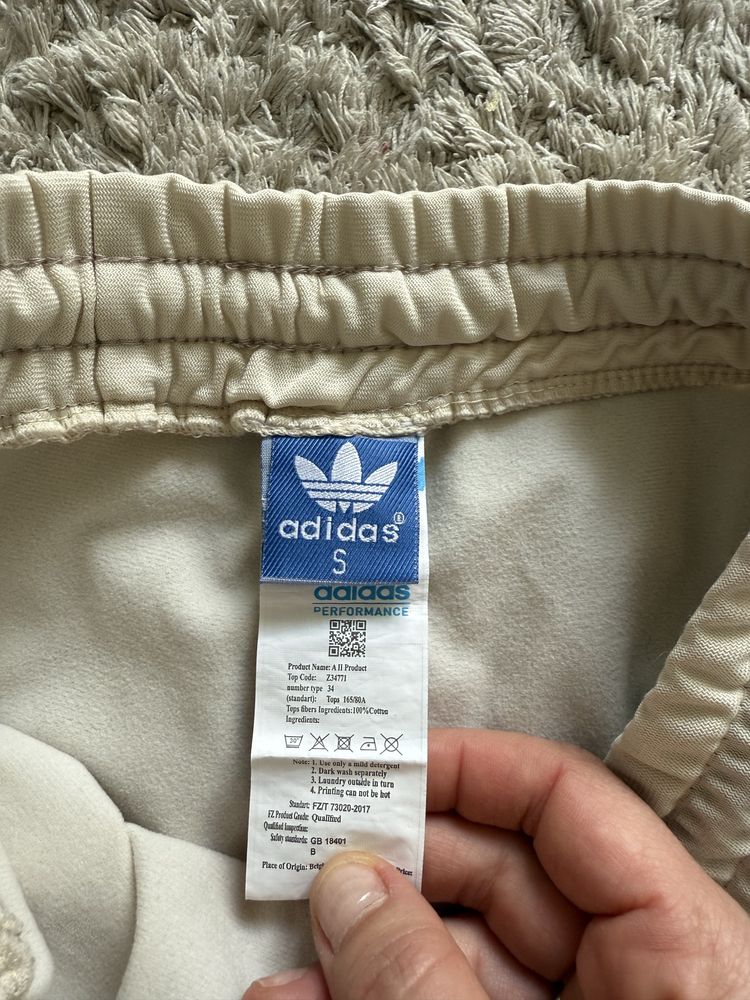 adidas®
S
adidas
PERFORMANCE
Product Name: A II Product
Top Code: Z34771
number type 34
(standart): Tops 165/80A
Tops fibers Ingredients:100%Cotton
Ingredients:
30°
Note: 1. Use only a mild detergent
2. Dark wash separately
3. Laundry outside in turn
4. Printing can not be hot
Standart: FZ/T 73020-2017
FZ Product Grade: Qualified
Qualified inspection:
Safety standards: GB 18401
B
Place of Origin: